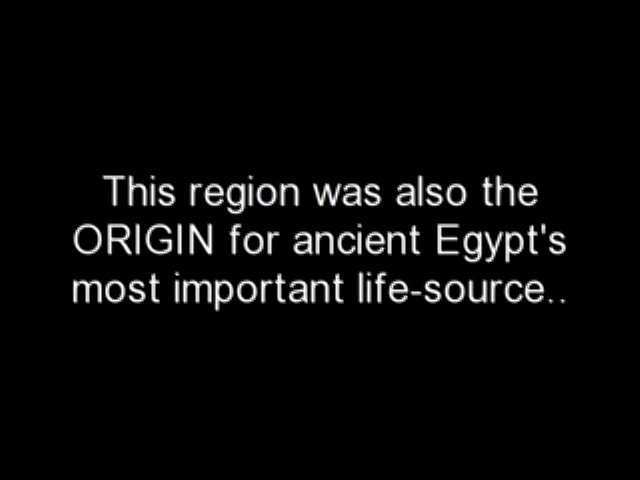 This region was also the
ORIGIN for ancient Egypt's
most important life-source..